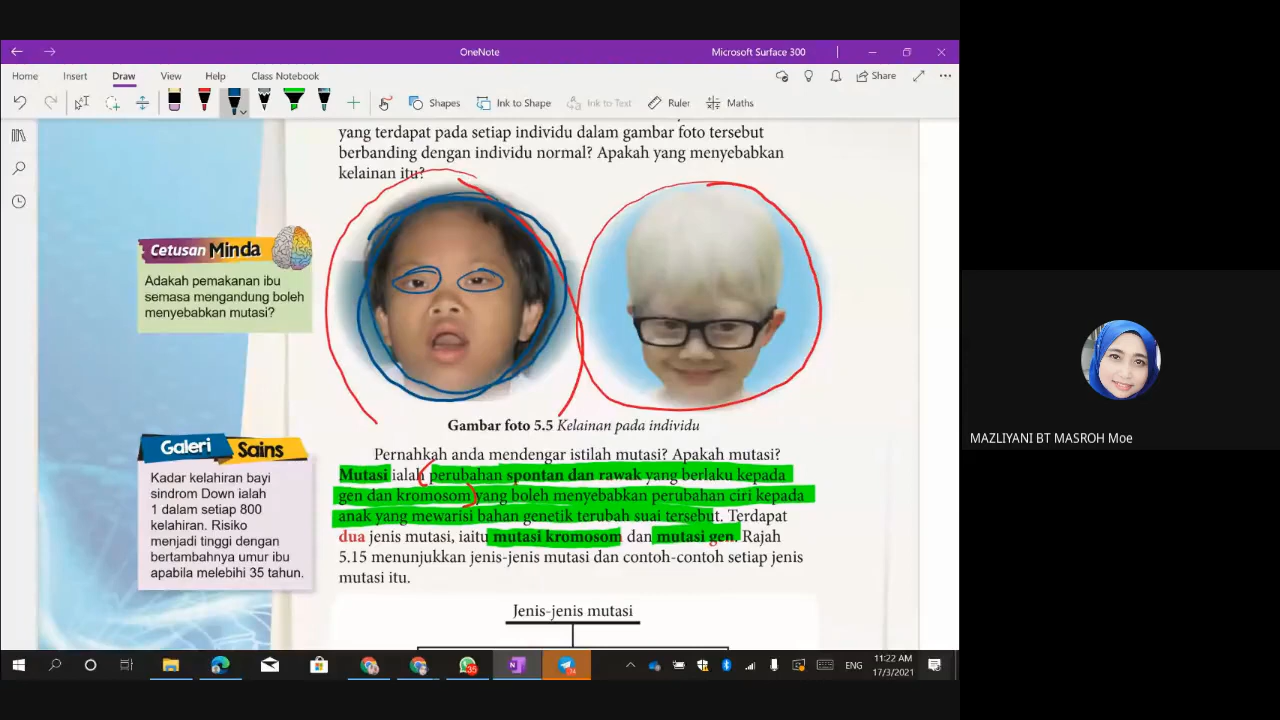 OneNote
Microsoft Surface 300
Home
Insert
Draw
View
Help
Class Notebook
Share
Shapes
Ink to Shape
Ink to Text
Ruler
Maths
yang terdapat pada setiap individu dalam gambar foto tersebut
berbanding dengan individu normal? Apakah yang menyebabkan
kelainan itu?
Cetusan Minda
Adakah pemakanan ibu
semasa mengandung boleh
menyebabkan mutasi?
Gambar foto 5.5 Kelainan pada individu
Galeri Sains
Kadar kelahiran bayi
sindrom Down ialah
1 dalam setiap 800
kelahiran. Risiko
menjadi tinggi dengan
bertambahnya umur ibu
apabila melebihi 35 tahun.
Pernahkah anda mendengar istilah mutasi? Apakah mutasi?
Mutasi ialah perubahan spontan dan rawak yang berlaku kepada
gen dan kromosom yang boleh menyebabkan perubahan ciri kepada
anak yang mewarisi bahan genetik terubah suai tersebut. Terdapat
dua jenis mutasi, iaitu mutasi kromosom dan mutasi gen. Rajah
5.15 menunjukkan jenis-jenis mutasi dan contoh-contoh setiap jenis
mutasi itu.
Jenis-jenis mutasi
MAZLIYANI BT MASROH Moe
35
ENG
11:22 AM
17/3/2021